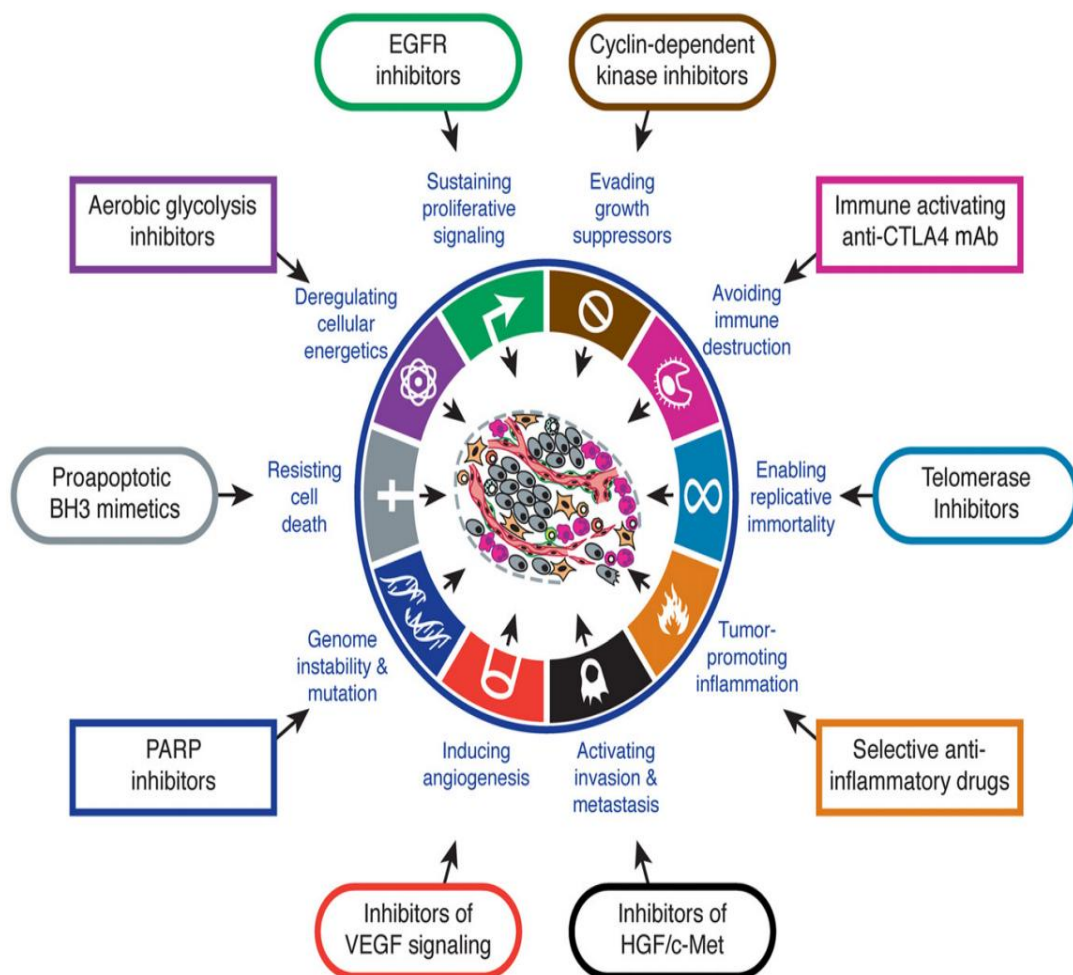 EGFR
inhibitors
Cyclin-dependent
kinase inhibitors
Sustaining
proliferative
signaling
Evading
growth
suppressors
Aerobic glycolysis
inhibitors
Immune activating
anti-CTLA4 mAb
Deregulating
cellular
energetics
Avoiding
immune
destruction
Proapoptotic
BH3 mimetics
Resisting
cell
death
Enabling
replicative
immortality
Telomerase
Inhibitors
Genome
instability &
mutation
Tumor-
promoting
inflammation
PARP
inhibitors
Inducing
angiogenesis
Activating
invasion &
metastasis
Selective anti-
inflammatory drugs
Inhibitors of
VEGF signaling
Inhibitors of
HGF/c-Met